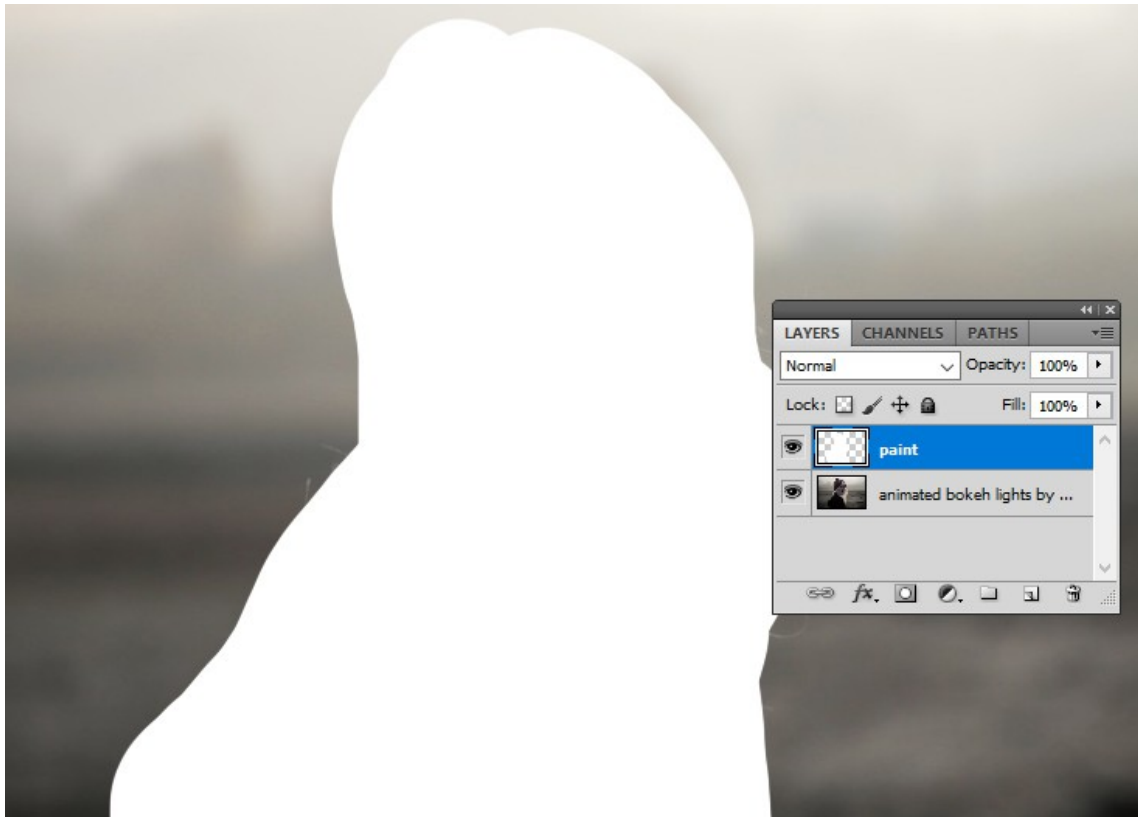 LAYERS CHANNELS PATHS
Normal Opacity: 100%
Lock: Fill: 100%
paint
animated bokeh lights by ...
fx.